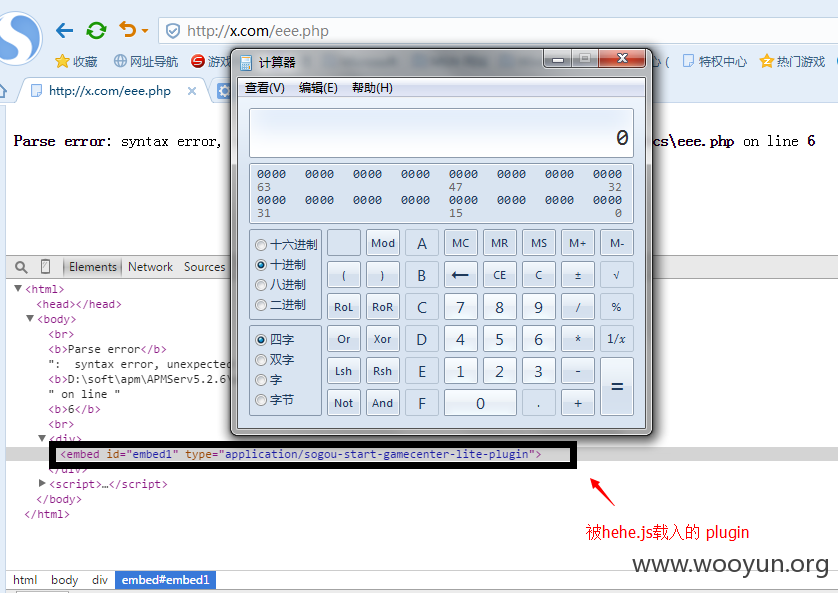 http://x.com/eee.php
收藏 网址导航 游戏 特权中心 热门游戏
http://x.com/eee.php
Parse error: syntax error,
cs\eee.php on line 6
计算器
查看(V) 编辑(E) 帮助(H)
0
0000 0000 0000 0000 0000 0000 0000 0000
63 47 32
0000 0000 0000 0000 0000 0000 0000 0000
31 15 0
十六进制
十进制
八进制
二进制
四字
双字
字
字节
Mod A MC MR MS M+ M-
( ) B ← CE C ± √
RoL RoR C 7 8 9 / %
Or Xor D 4 5 6 * 1/x
Lsh Rsh E 1 2 3 - =
Not And F 0 . +
Elements Network Sources
<html>
<head></head>
<body>
<br>
<b>Parse error</b>
": syntax error, unexpected
<b>D:\soft\apm\APMServ5.2.6\
" on line "
<b>6</b>
<br>
<div>
<embed id="embed1" type="application/sogou-start-gamecenter-lite-plugin">
</div>
<script>…</script>
</body>
</html>
被hehe.js载入的 plugin
www.wooyun.org
html body div embed#embed1